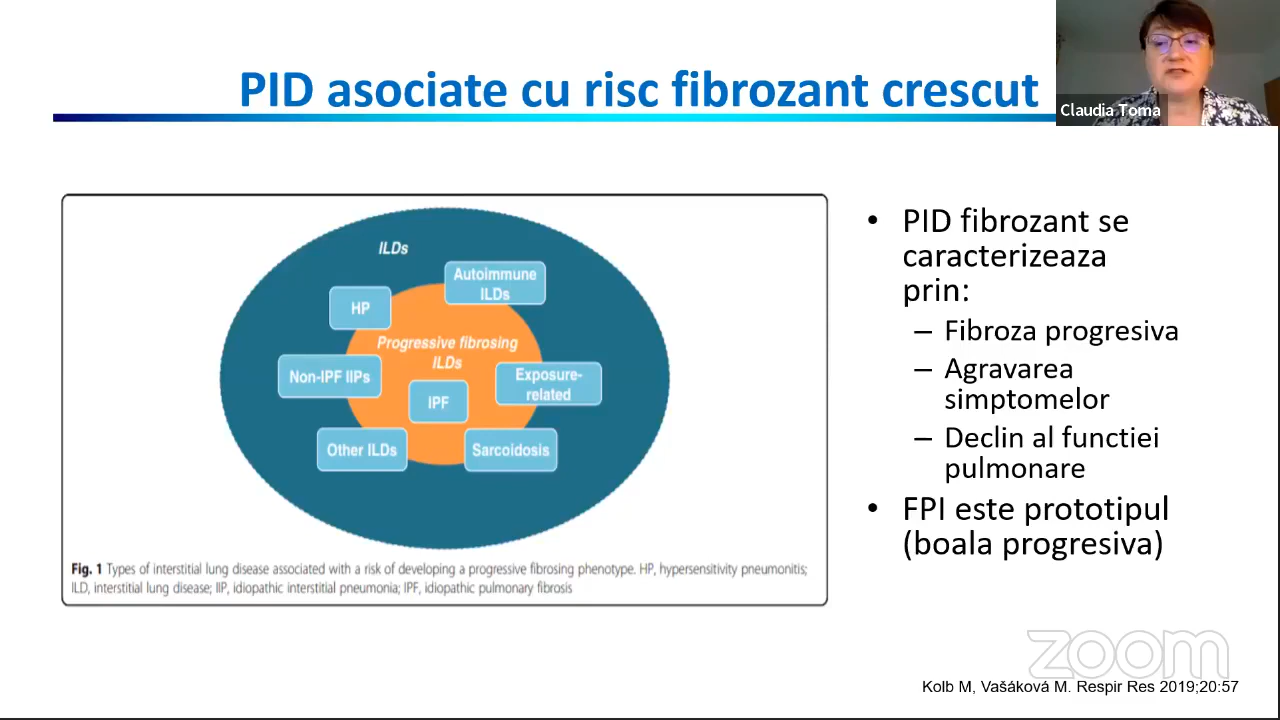 PID asociate cu risc fibrozant crescut
Claudia Toma
ILDs
Autoimmune
ILDs
HP
Progressive fibrosing
ILDs
Non-IPF IIPs
Exposure-
related
IPF
Other ILDs
Sarcoidosis
Fig. 1 Types of interstitial lung disease associated with a risk of developing a progressive fibrosing phenotype. HP, hypersensitivity pneumonitis;
ILD, interstitial lung disease; IIP, idiopathic interstitial pneumonia; IPF, idiopathic pulmonary fibrosis
• PID fibrozant se
caracterizeaza
prin:
– Fibroza progresiva
– Agravarea
simptomelor
– Declin al functiei
pulmonare
• FPI este prototipul
(boala progresiva)
zoom
Kolb M, Vašáková M. Respir Res 2019;20:57